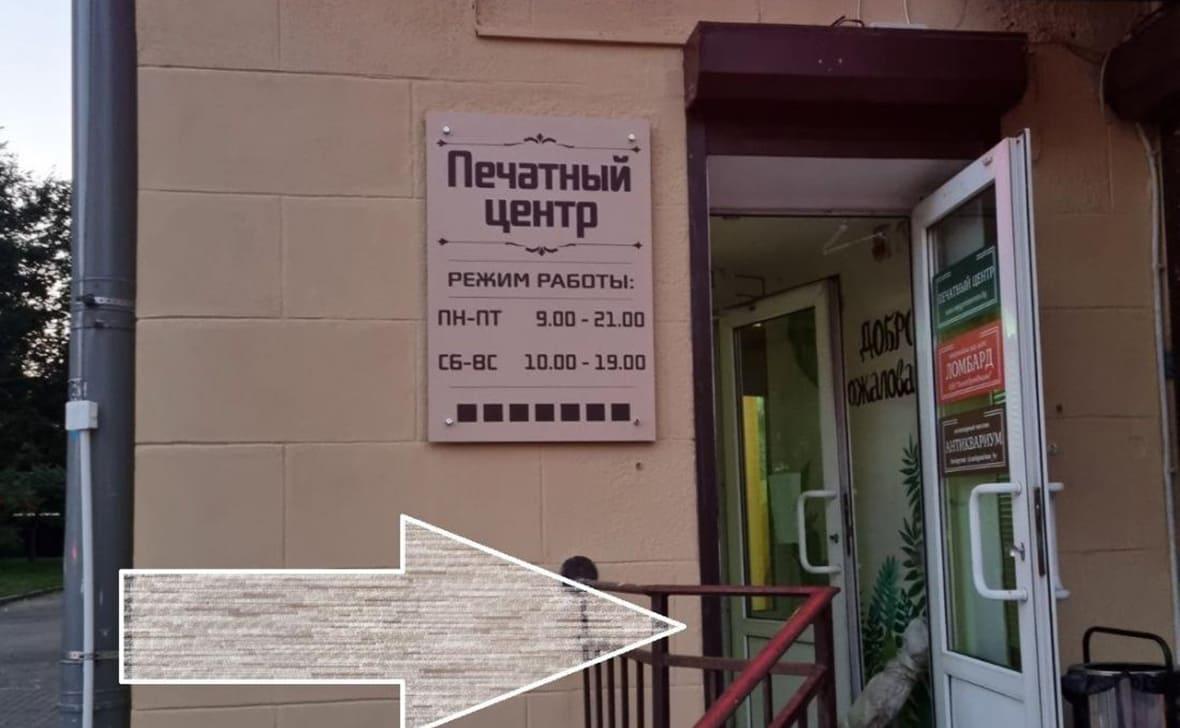 Печатный
центр
РЕЖИМ РАБОТЫ:
ПН-ПТ 9.00 - 21.00
СБ-ВС 10.00 - 19.00
ДОБРО
ПЕЧАТНЫЙ ЦЕНТР
ЛОМБАРД
АНТИКВАРИУМ